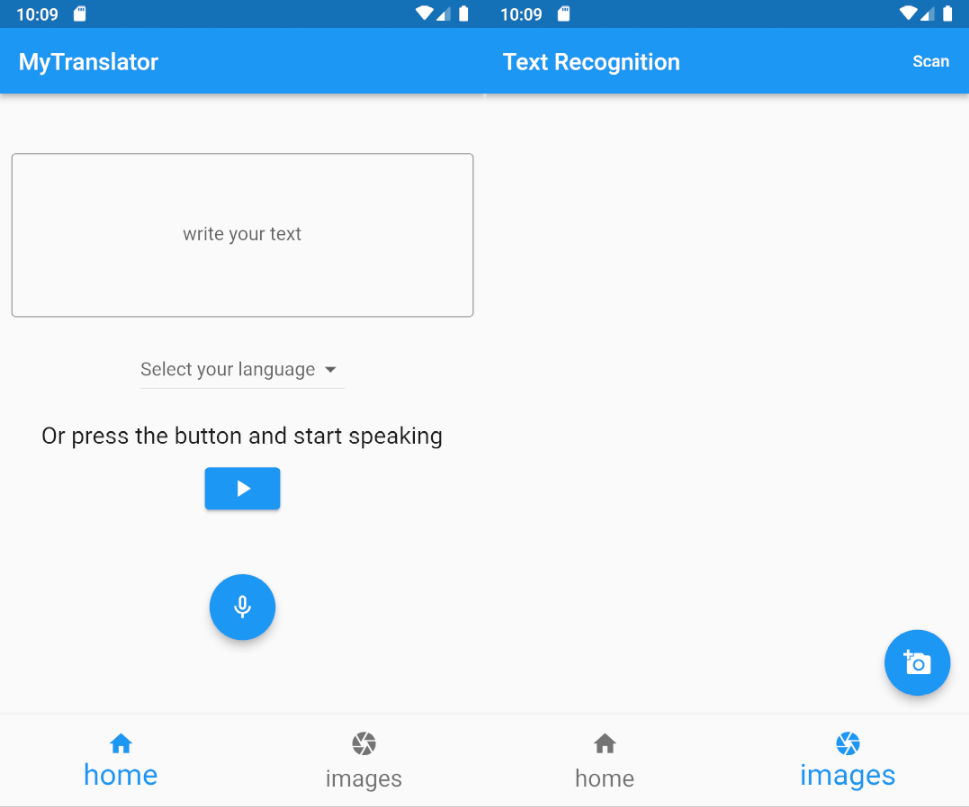 10:09
MyTranslator
write your text
Select your language
Or press the button and start speaking
home
images
10:09
Text Recognition
Scan
home
images